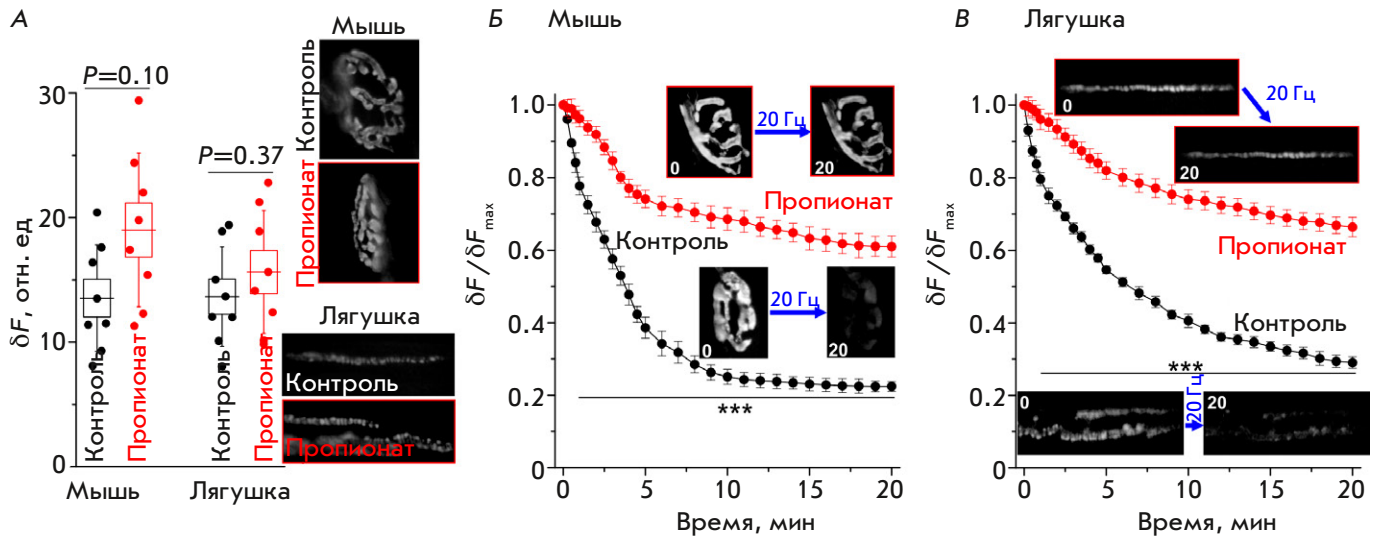 А
δF, отн. ед
30
20
10
0
P=0.10
P=0.37
Контроль
Пропионат
Контроль
Пропионат
Мышь
Лягушка
Мышь
Контроль
Пропионат
Лягушка
Контроль
Пропионат
Б Мышь
δF / δFmax
1.0
0.8
0.6
0.4
0.2
0
0 5 10 15 20
Время, мин
0
20 Гц
20
Пропионат
Контроль
0
20 Гц
20
***
В Лягушка
δF / δFmax
1.0
0.8
0.6
0.4
0.2
0
0 5 10 15 20
Время, мин
0
20 Гц
20
Пропионат
Контроль
***
0
20 Гц
20